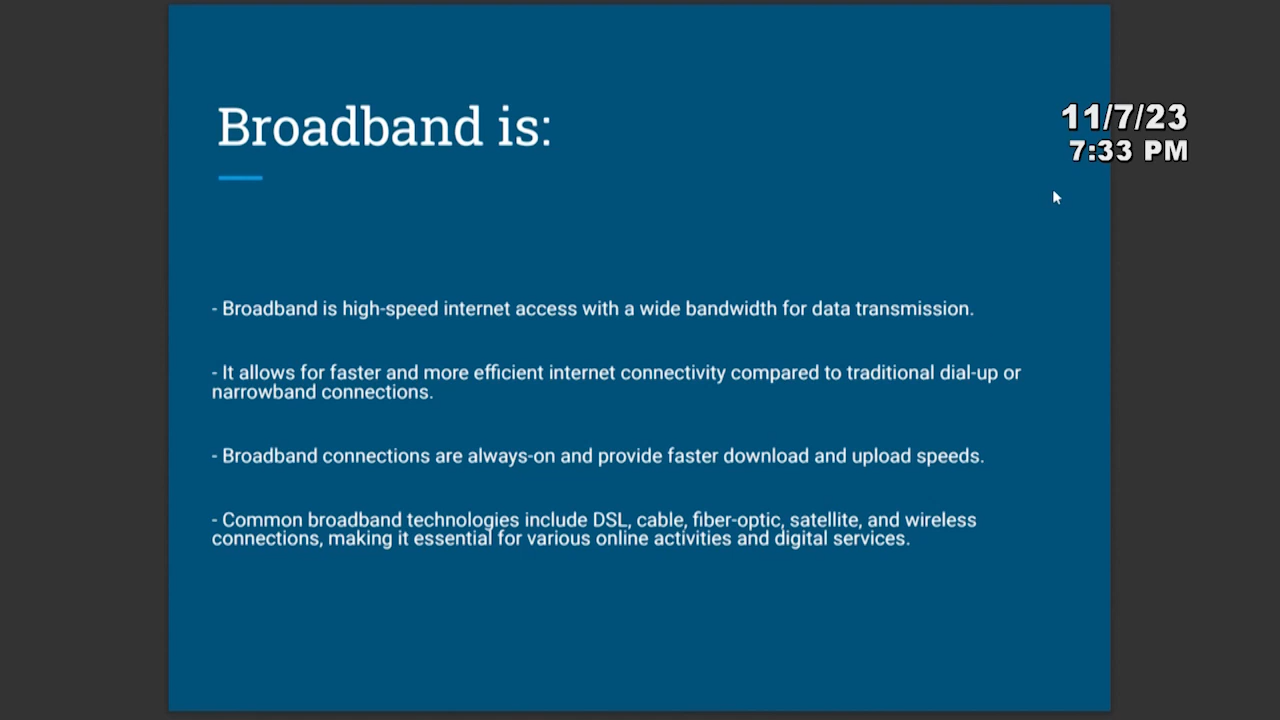 Broadband is:
11/7/23
7:33 PM
- Broadband is high-speed internet access with a wide bandwidth for data transmission.
- It allows for faster and more efficient internet connectivity compared to traditional dial-up or
narrowband connections.
- Broadband connections are always-on and provide faster download and upload speeds.
- Common broadband technologies include DSL, cable, fiber-optic, satellite, and wireless
connections, making it essential for various online activities and digital services.